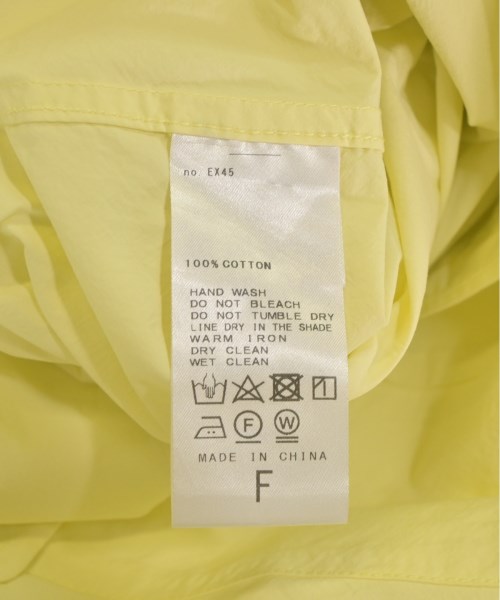 no. EX45
100% COTTON
HAND WASH
DO NOT BLEACH
DO NOT TUMBLE DRY
LINE DRY IN THE SHADE
WARM IRON
DRY CLEAN
WET CLEAN
F W
MADE IN CHINA
F